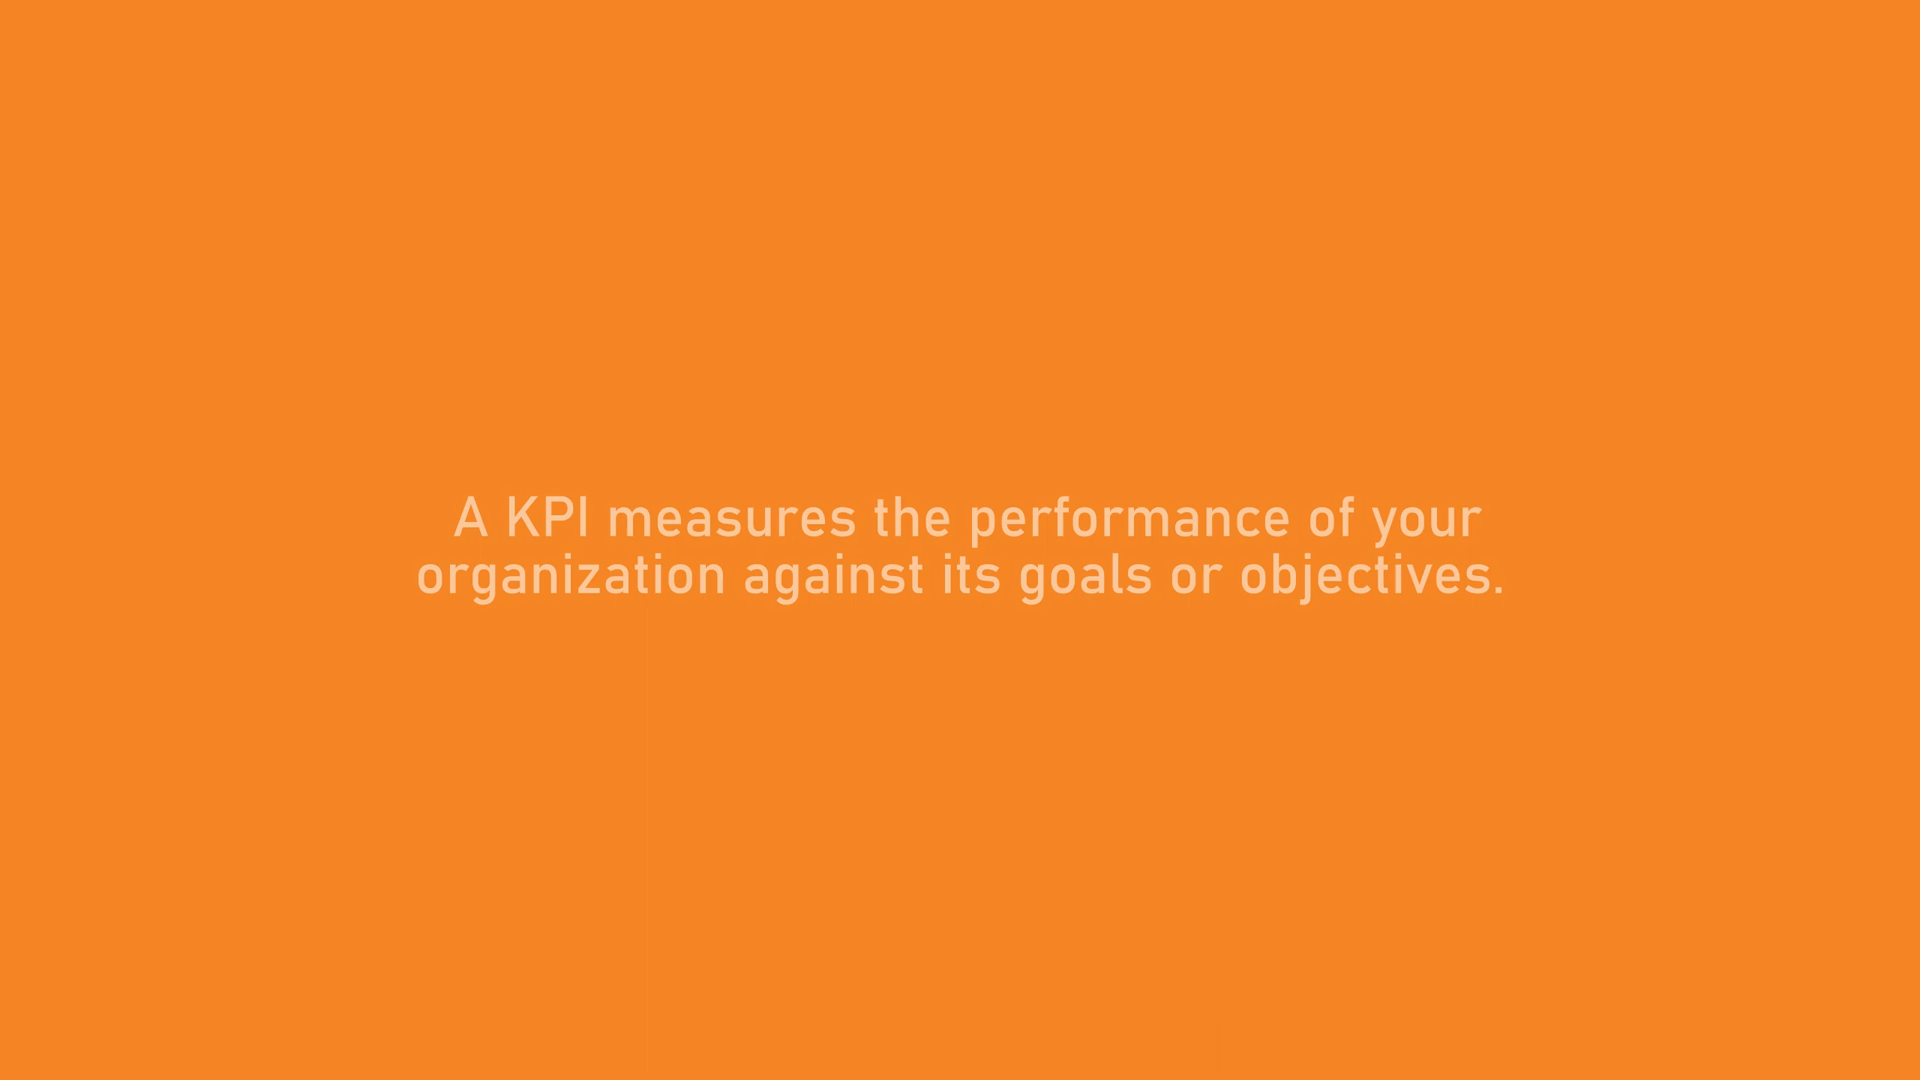 A KPI measures the performance of your
organization against its goals or objectives.